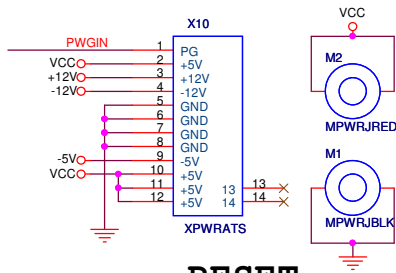 X10
PWGIN 1 PG
VCC 2 +5V
+12V 3 +12V
-12V 4 -12V
5 GND
6 GND
7 GND
8 GND
-5V 9 -5V
VCC 10 +5V
11 +5V 13 13
12 +5V 14 14
XPWRATS
VCC
M2
MPWRJRED
M1
MPWRJBLK
RESET